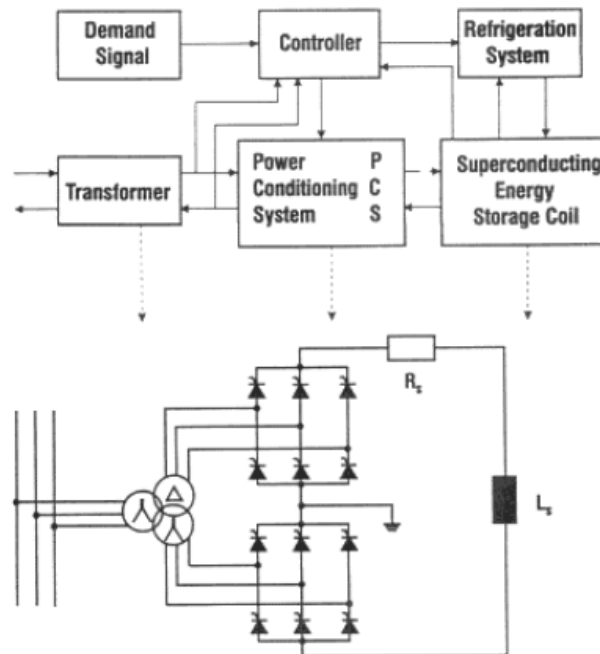 Demand
Signal
Controller
Refrigeration
System
Transformer
Power P
Conditioning C
System S
Superconducting
Energy
Storage Coil
Rs
Δ
Ls